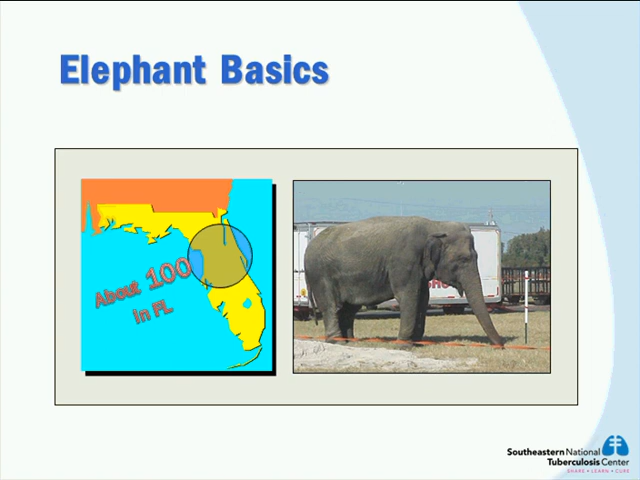 Elephant Basics
About 100
in FL
Southeastern National
Tuberculosis Center
SHARE • LEARN • CURE